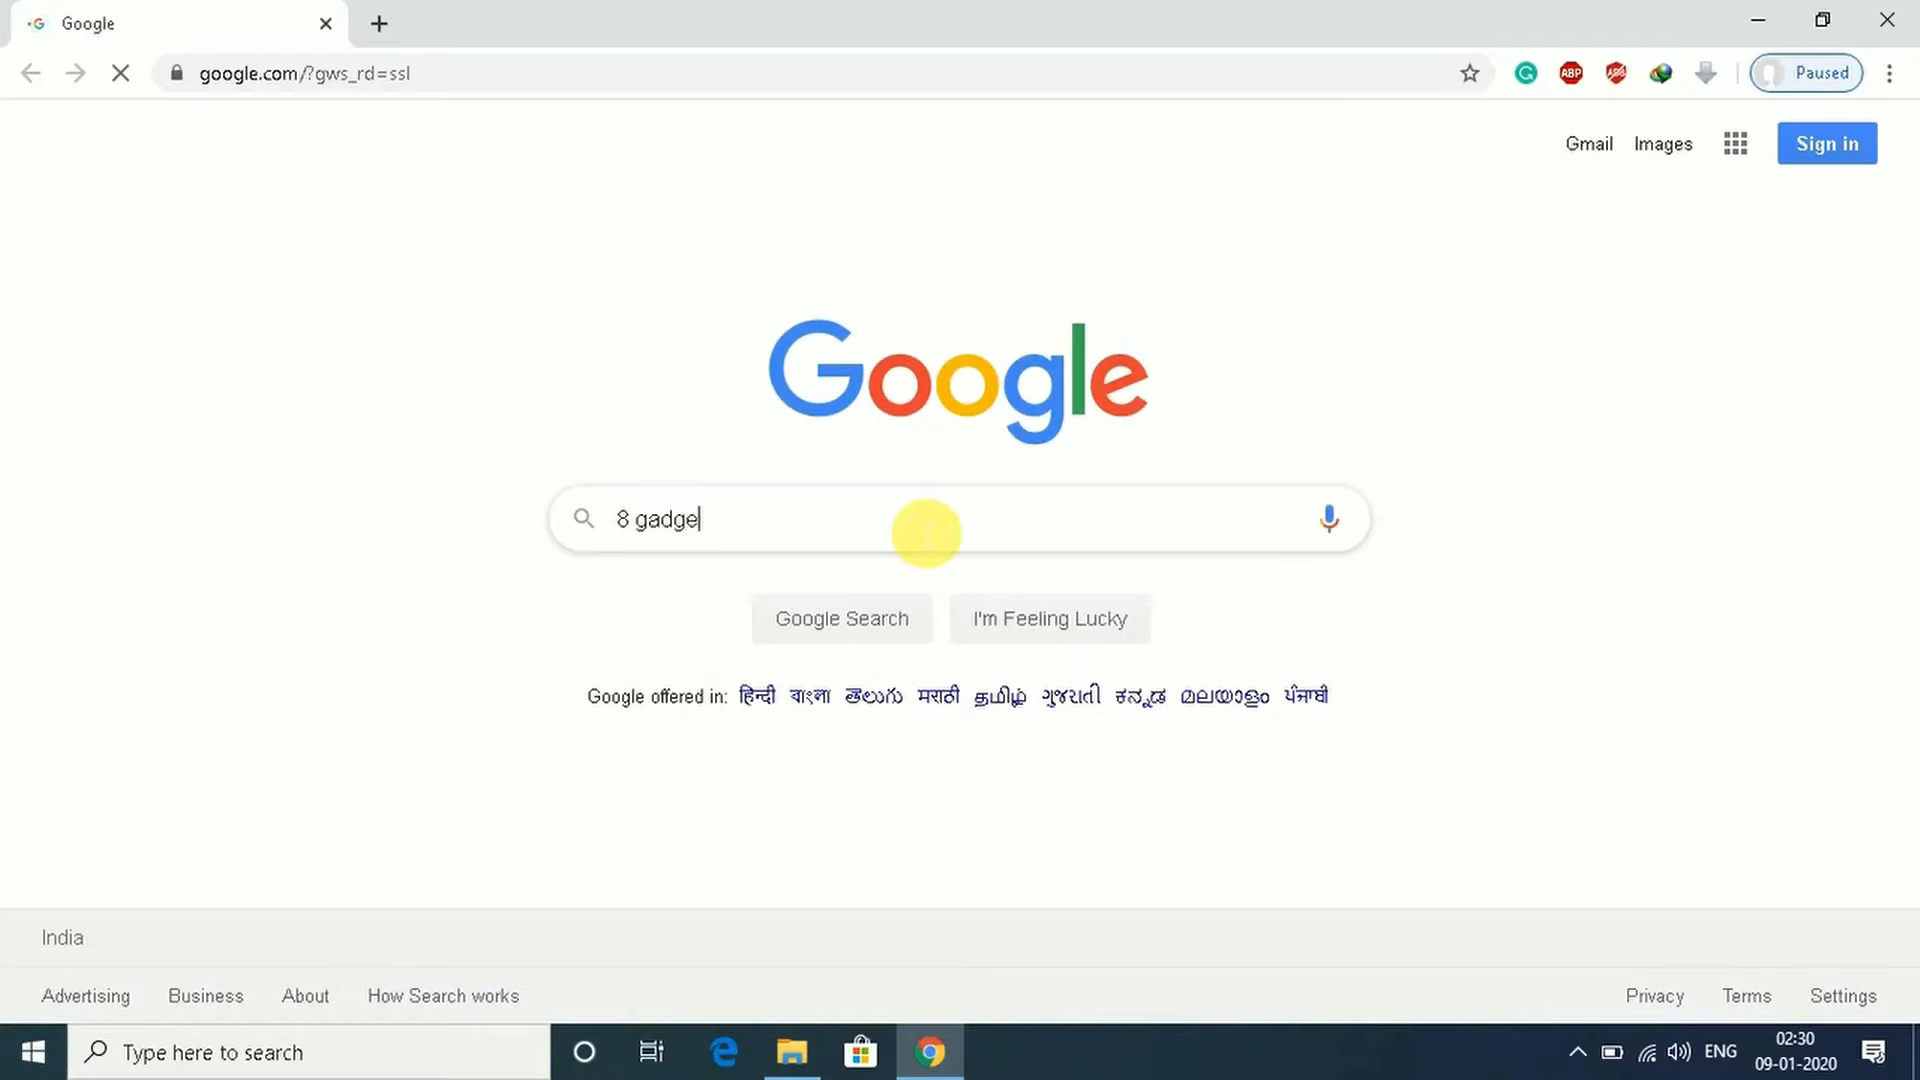 Google
google.com/?gws_rd=ssl
ABP
Paused
Gmail Images Sign in
Google
8 gadge
Google Search I'm Feeling Lucky
Google offered in: हिन्दी বাংলা తెలుగు मराठी தமிழ் ગુજરાતી ಕನ್ನಡ മലയാളം ਪੰਜਾਬੀ
India
Advertising Business About How Search works Privacy Terms Settings
Type here to search
ENG
02:30
09-01-2020